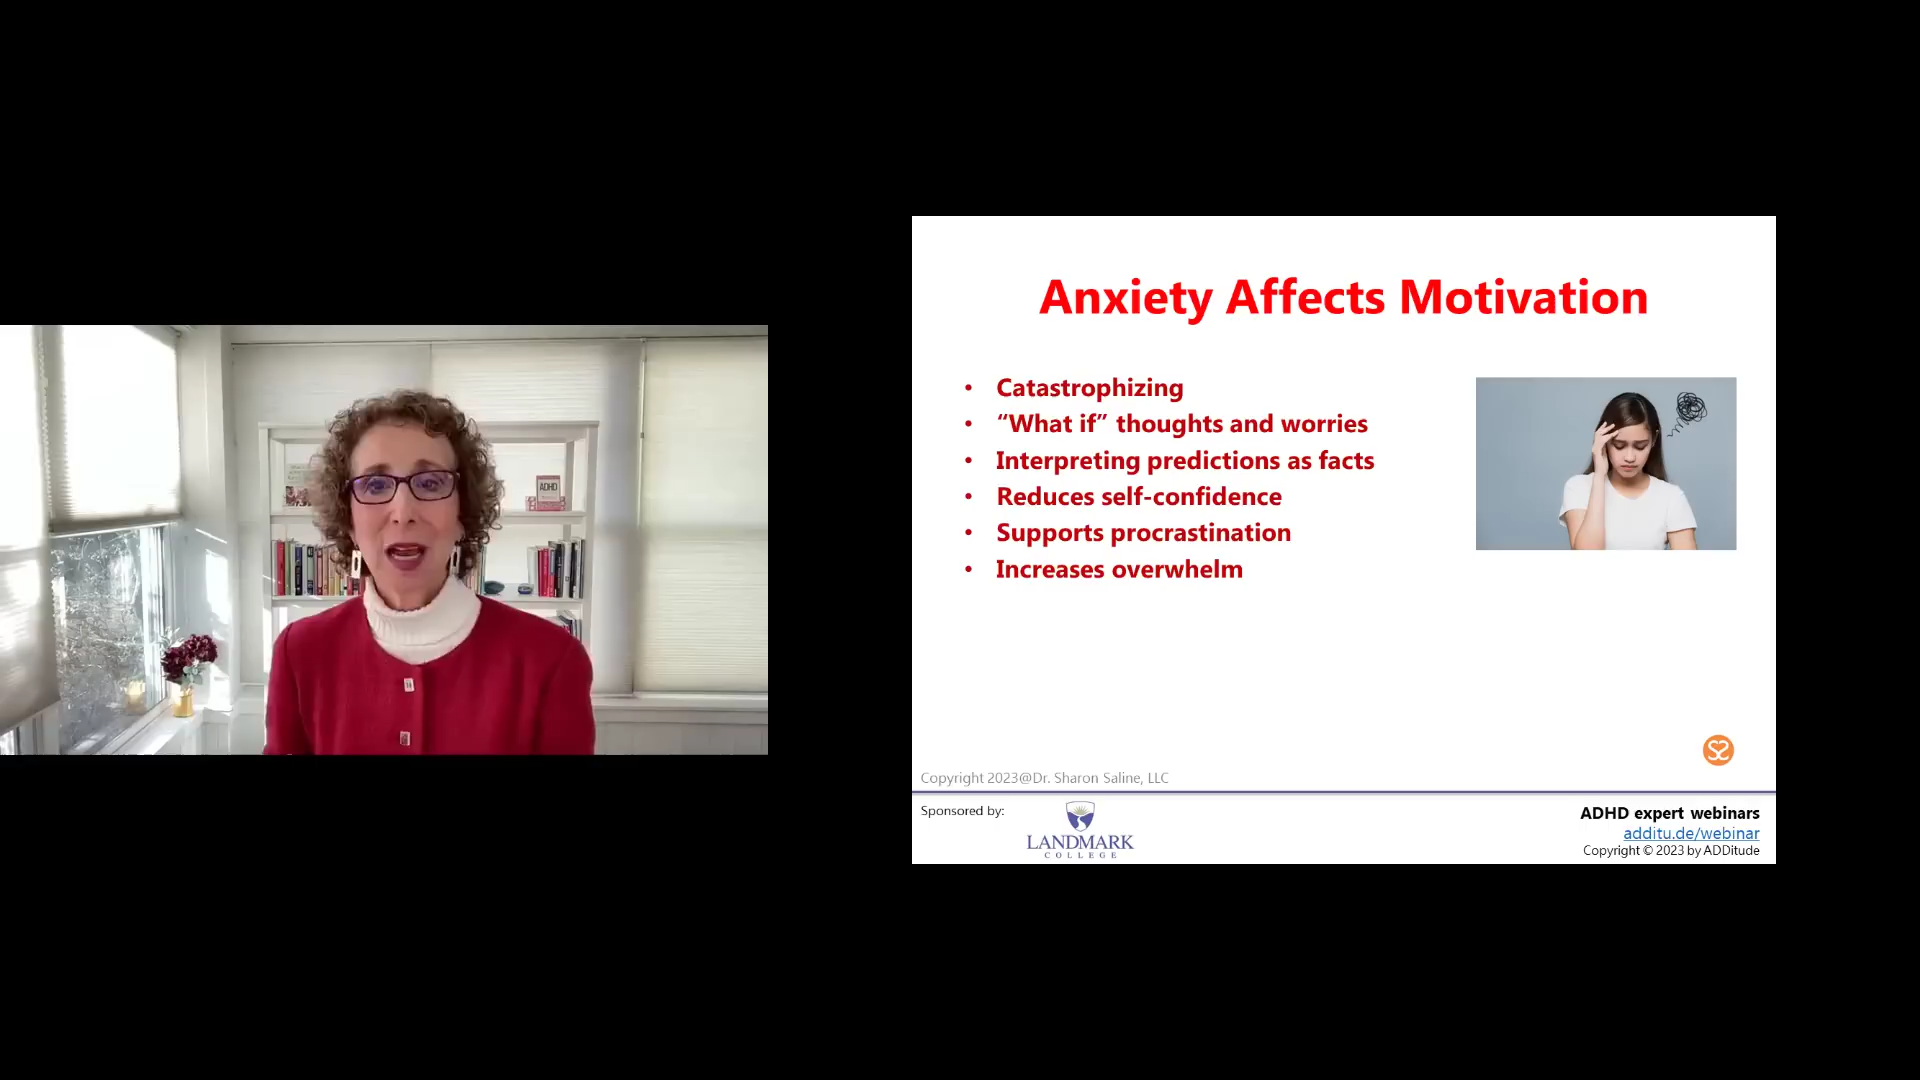 ADHD
Anxiety Affects Motivation
• Catastrophizing
• “What if” thoughts and worries
• Interpreting predictions as facts
• Reduces self-confidence
• Supports procrastination
• Increases overwhelm
Copyright 2023@Dr. Sharon Saline, LLC
Sponsored by:
LANDMARK
COLLEGE
ADHD expert webinars
additu.de/webinar
Copyright © 2023 by ADDitude